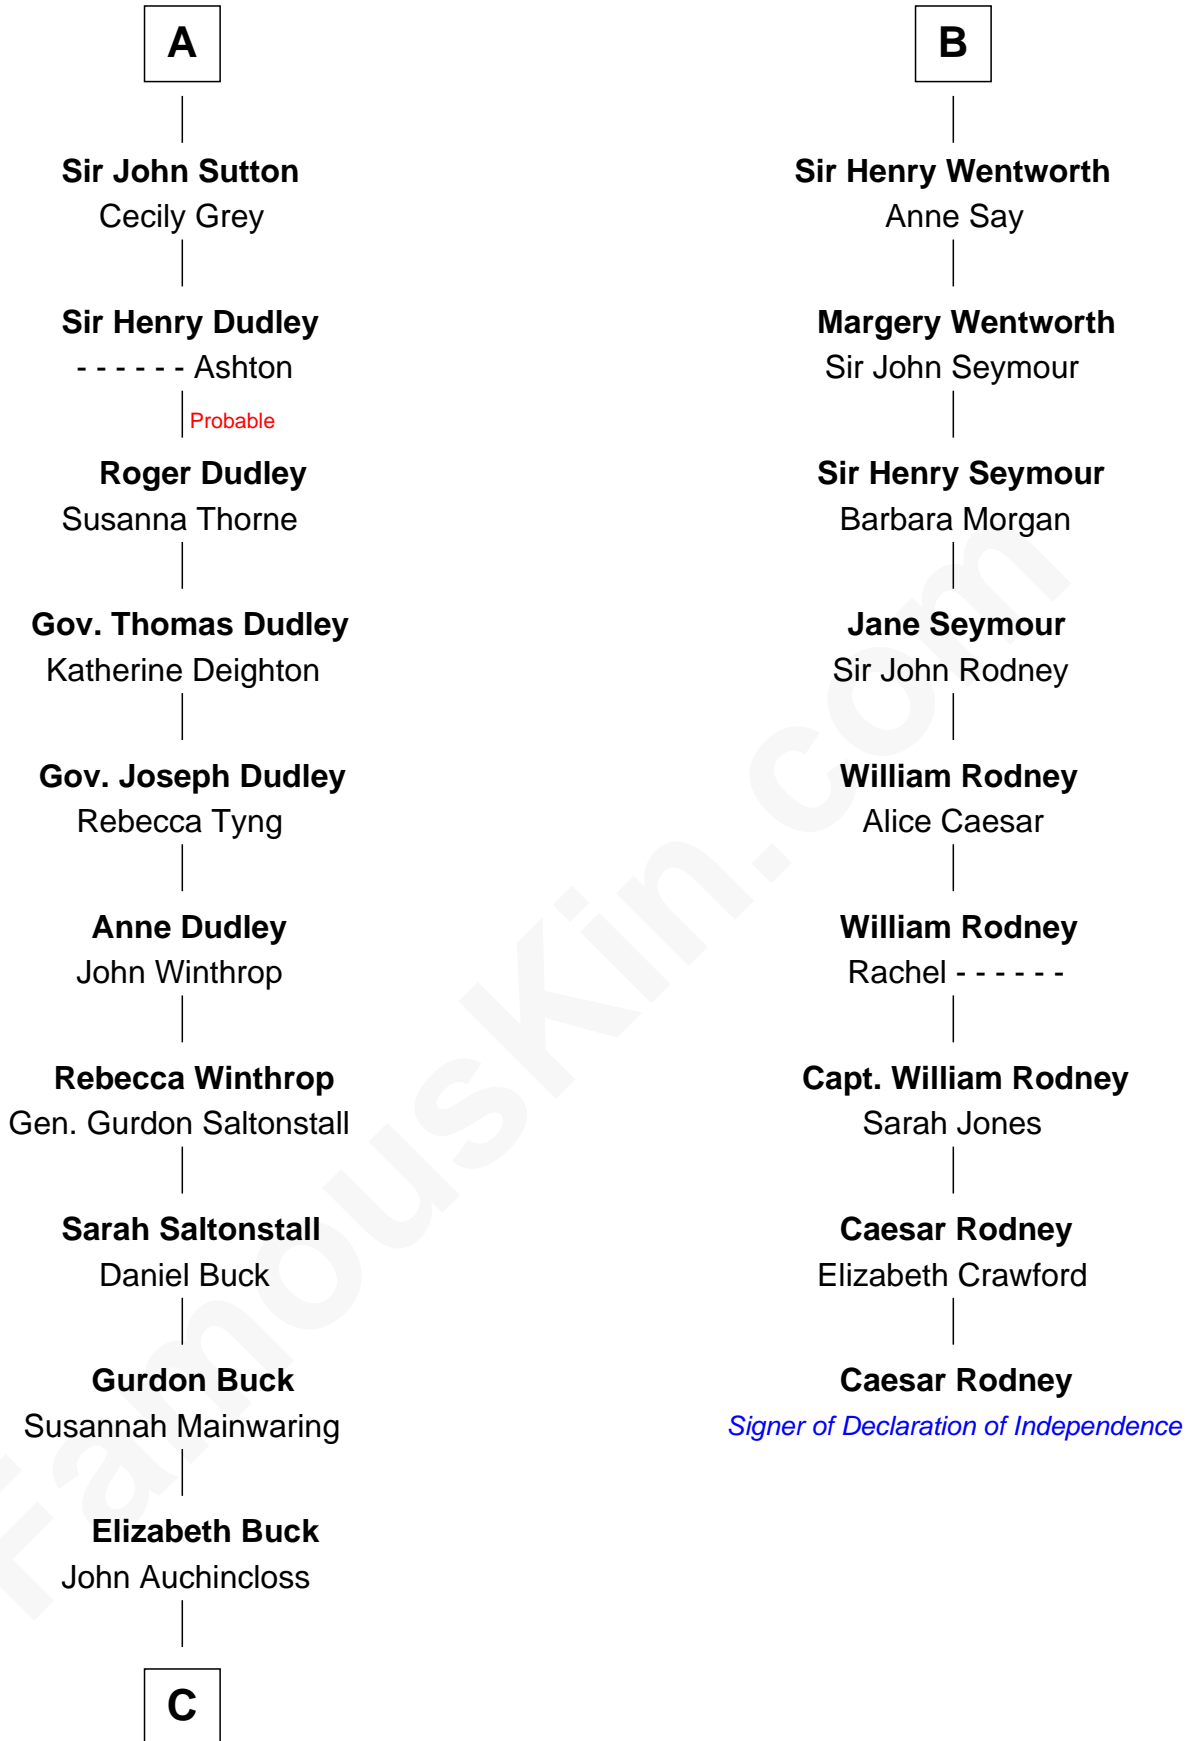 A
Sir John Sutton
Cecily Grey
Sir Henry Dudley
- - - - - - Ashton
Probable
Roger Dudley
Susanna Thorne
Gov. Thomas Dudley
Katherine Deighton
Gov. Joseph Dudley
Rebecca Tyng
Anne Dudley
John Winthrop
Rebecca Winthrop
Gen. Gurdon Saltonstall
Sarah Saltonstall
Daniel Buck
Gurdon Buck
Susannah Mainwaring
Elizabeth Buck
John Auchincloss
C
B
Sir Henry Wentworth
Anne Say
Margery Wentworth
Sir John Seymour
Sir Henry Seymour
Barbara Morgan
Jane Seymour
Sir John Rodney
William Rodney
Alice Caesar
William Rodney
Rachel - - - - - -
Capt. William Rodney
Sarah Jones
Caesar Rodney
Elizabeth Crawford
Caesar Rodney
Signer of Declaration of Independence
FamousKin.com